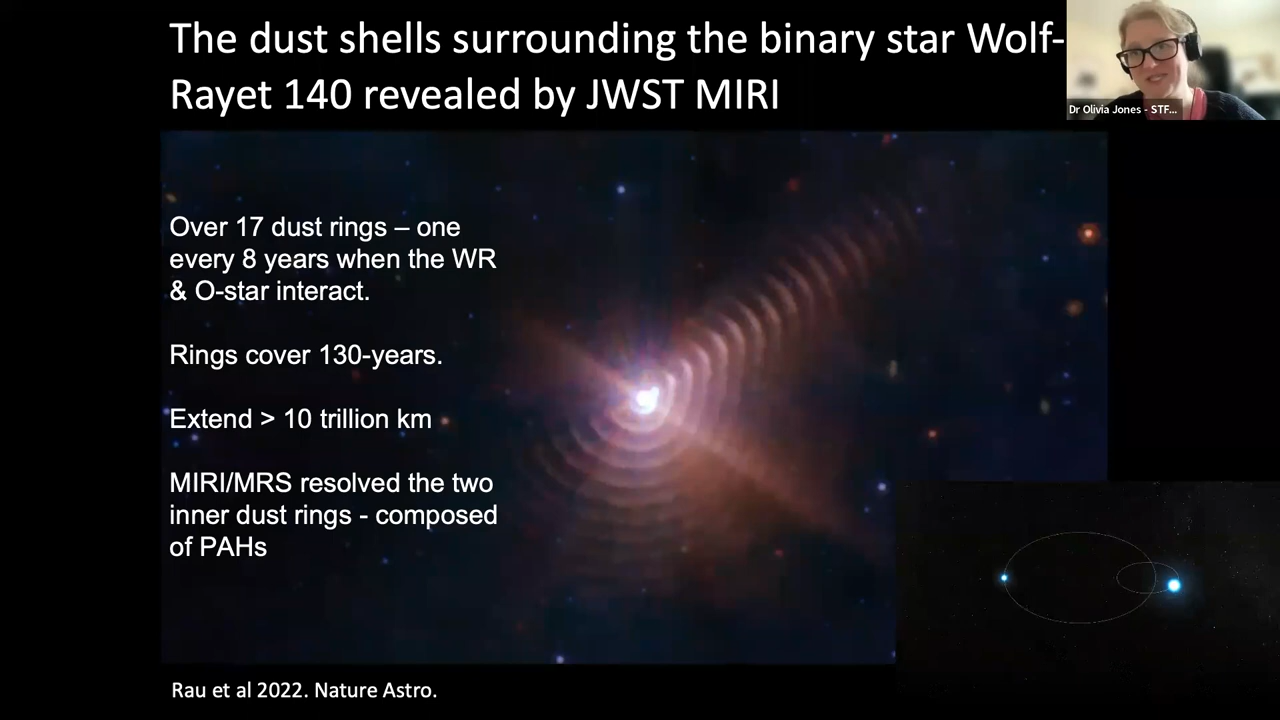 The dust shells surrounding the binary star Wolf-
Rayet 140 revealed by JWST MIRI
Dr Olivia Jones - STF...
Over 17 dust rings – one
every 8 years when the WR
& O-star interact.
Rings cover 130-years.
Extend > 10 trillion km
MIRI/MRS resolved the two
inner dust rings - composed
of PAHs
Rau et al 2022. Nature Astro.